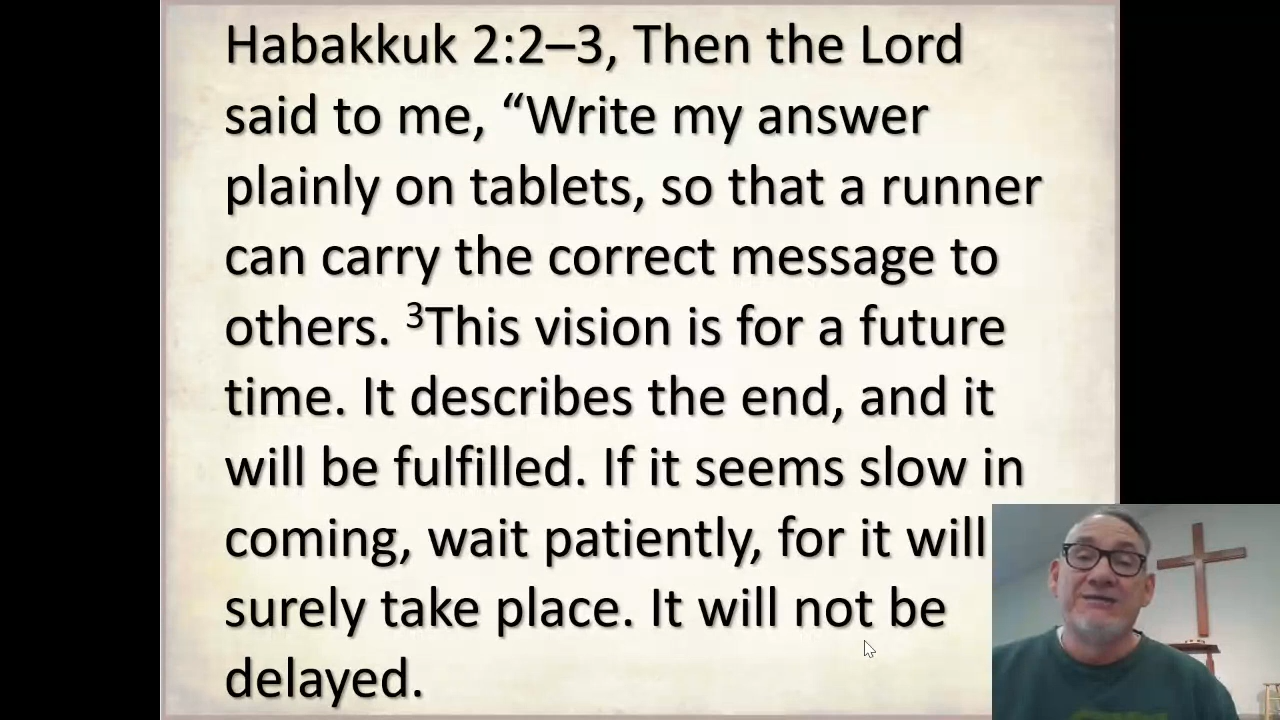 Habakkuk 2:2–3, Then the Lord
said to me, “Write my answer
plainly on tablets, so that a runner
can carry the correct message to
others. ³This vision is for a future
time. It describes the end, and it
will be fulfilled. If it seems slow in
coming, wait patiently, for it will
surely take place. It will not be
delayed.